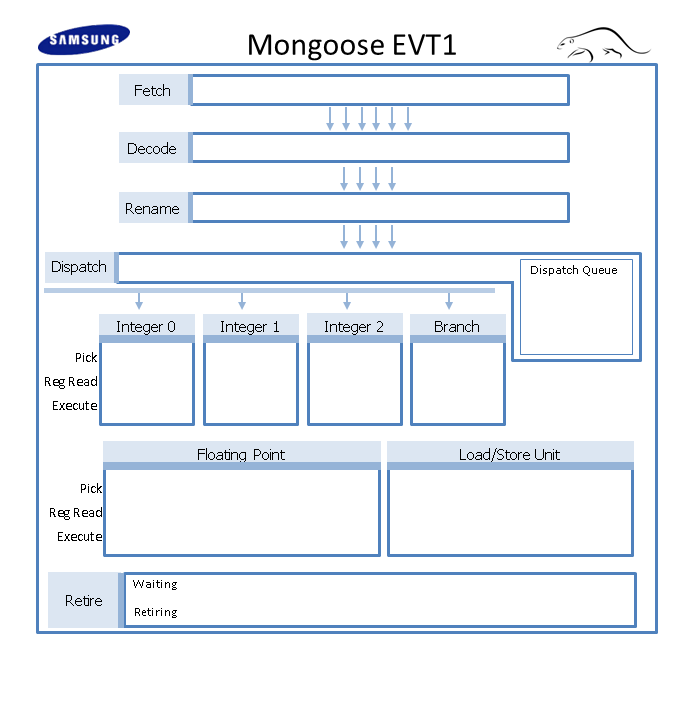 SAMSUNG
Mongoose EVT1
Fetch
Decode
Rename
Dispatch
Dispatch Queue
Integer 0
Integer 1
Integer 2
Branch
Pick
Reg Read
Execute
Floating Point
Load/Store Unit
Pick
Reg Read
Execute
Retire
Waiting
Retiring